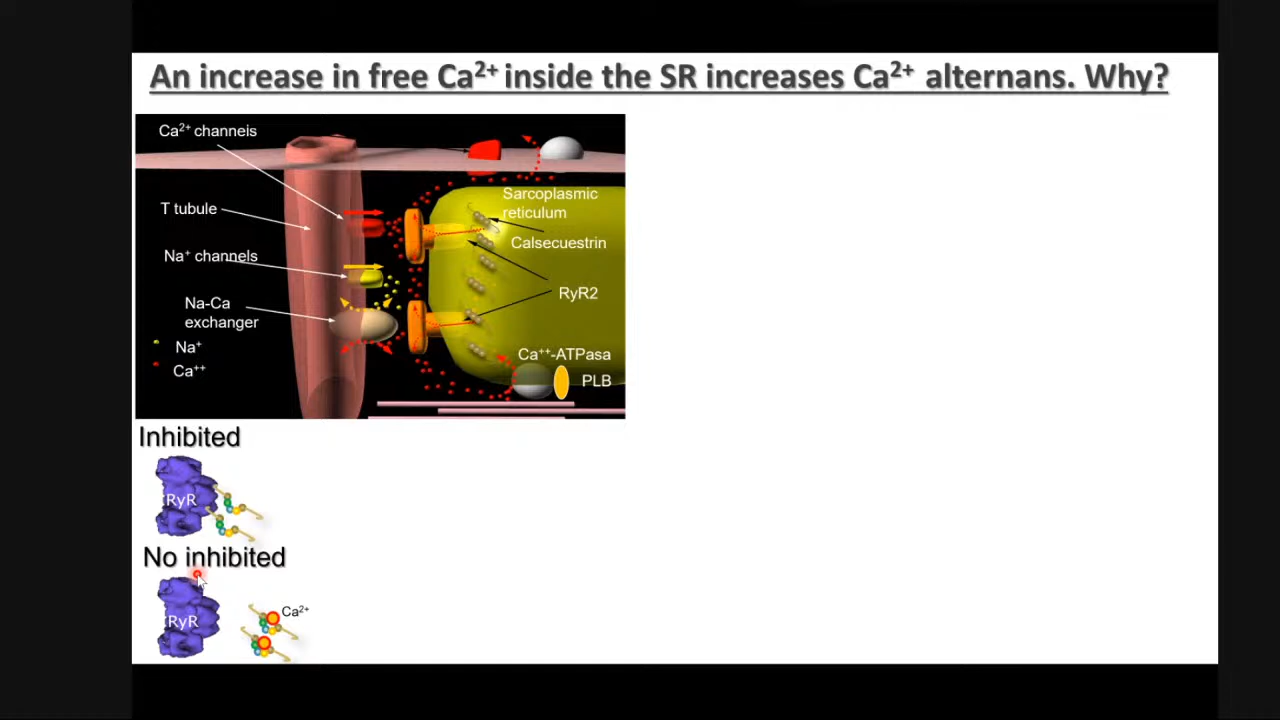 An increase in free Ca²⁺ inside the SR increases Ca²⁺ alternans. Why?
Ca²⁺ channels
T tubule
Na⁺ channels
Na-Ca
exchanger
Na⁺
Ca⁺⁺
Sarcoplasmic
reticulum
Calsecuestrin
RyR2
Ca⁺⁺-ATPasa
PLB
Inhibited
RyR
No inhibited
RyR
Ca²⁺